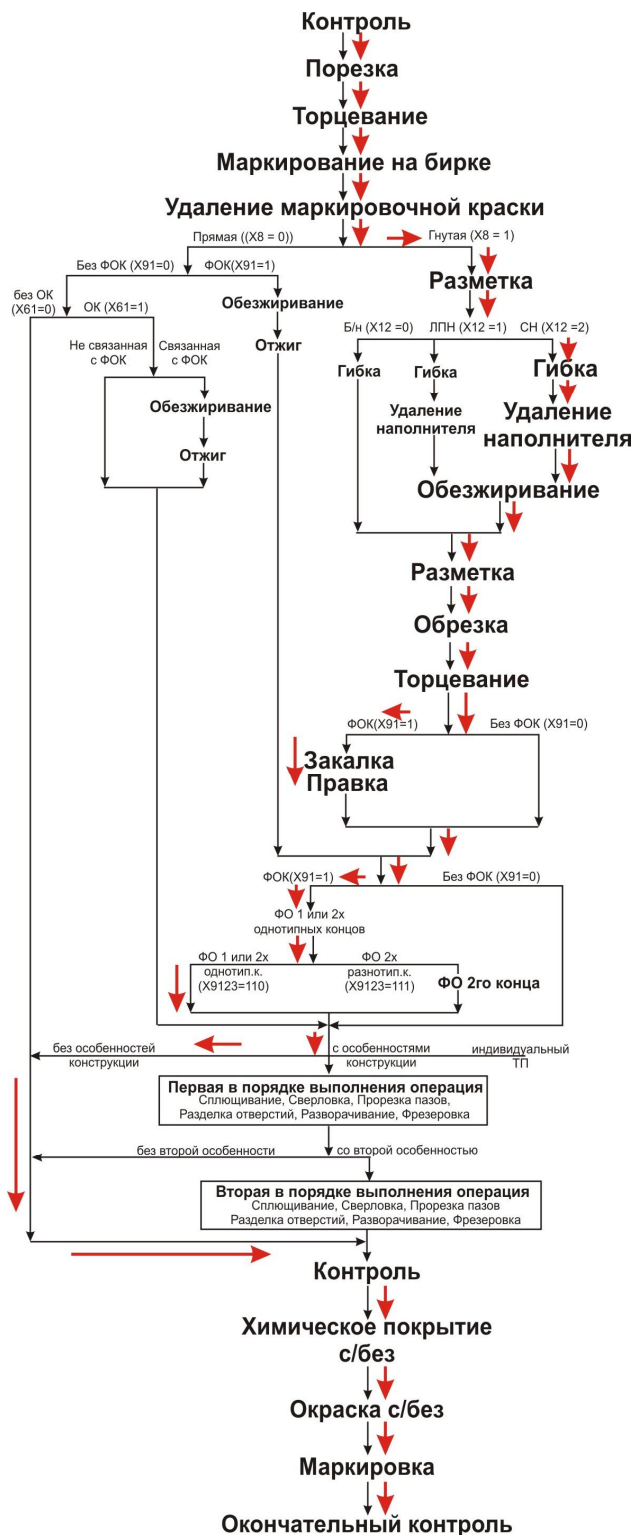 Контроль
Порезка
Торцевание
Маркирование на бирке
Удаление маркировочной краски
Прямая ((X8 = 0))
Гнутая (X8 = 1)
Без ФОК (X91=0)
ФОК(X91=1)
Разметка
без ОК
(X61=0)
ОК (X61=1)
Обезжиривание
Отжиг
Б/н (X12 =0)
ЛПН (X12 =1)
СН (X12 =2)
Не связанная
с ФОК
Связанная
с ФОК
Гибка
Гибка
Гибка
Обезжиривание
Отжиг
Удаление
наполнителя
Удаление
наполнителя
Обезжиривание
Разметка
Обрезка
Торцевание
ФОК(X91=1)
Без ФОК (X91=0)
Закалка
Правка
ФОК(X91=1)
Без ФОК (X91=0)
ФО 1 или 2х
однотипных концов
ФО 1 или 2х
однотип.к.
(X9123=110)
ФО 2х
разнотип.к.
(X9123=111)
ФО 2го конца
без особенностей
конструкции
с особенностями
конструкции
индивидуальный
ТП
Первая в порядке выполнения операция
Сплющивание, Сверловка, Прорезка пазов,
Разделка отверстий, Разворачивание, Фрезеровка
без второй особенности
со второй особенностью
Вторая в порядке выполнения операция
Сплющивание, Сверловка, Прорезка пазов
Разделка отверстий, Разворачивание, Фрезеровка
Контроль
Химическое покрытие
с/без
Окраска с/без
Маркировка
Окончательный контроль